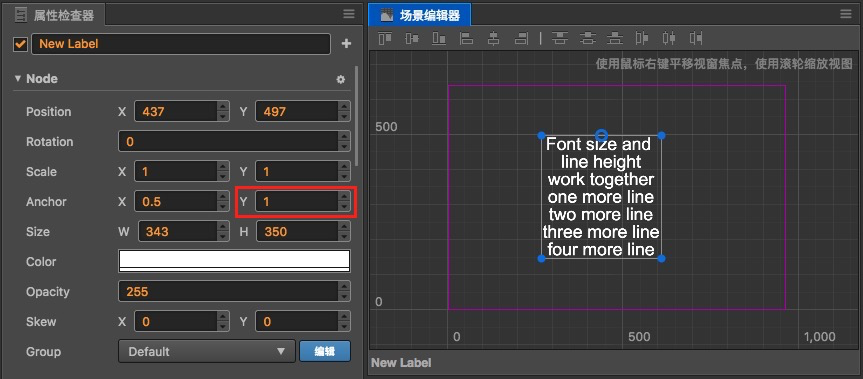 属性检查器
New Label
Node
Position X 437 Y 497
Rotation 0
Scale X 1 Y 1
Anchor X 0.5 Y 1
Size W 343 H 350
Color
Opacity 255
Skew X 0 Y 0
Group Default 编辑
场景编辑器
使用鼠标右键平移视窗焦点，使用滚轮缩放视图
500
Font size and
line height
work together
one more line
two more line
three more line
four more line
0
0 500 1,000
New Label